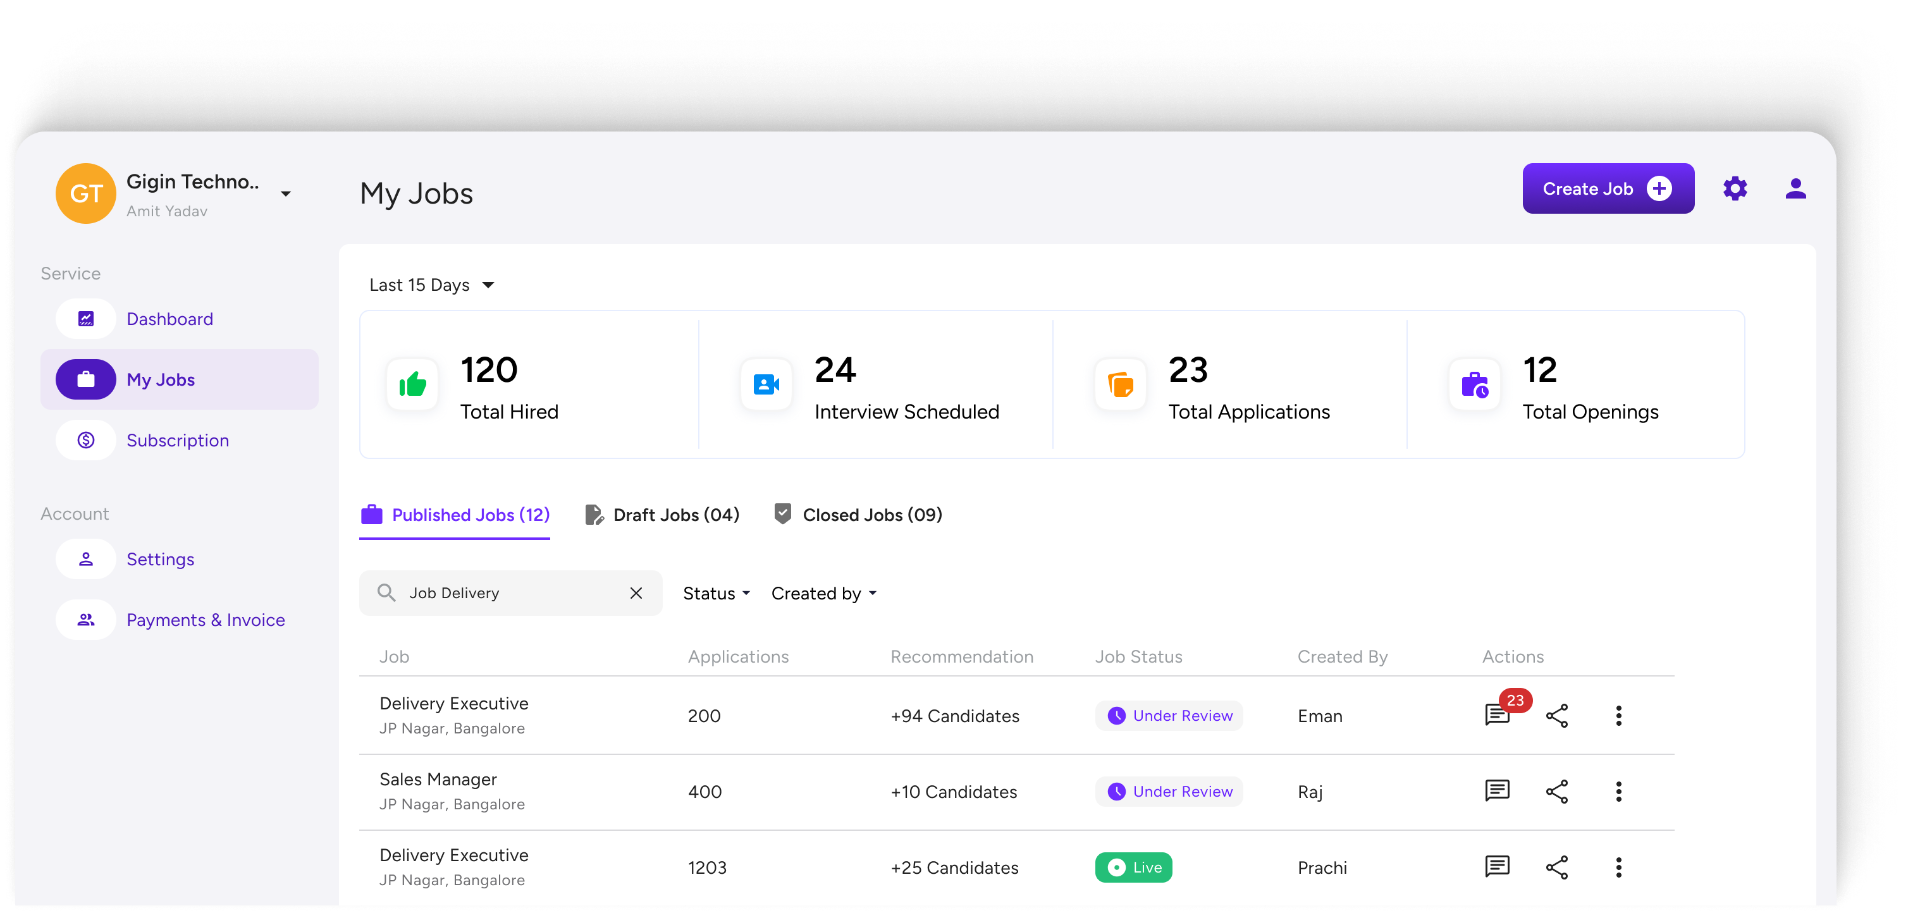 GT
Gigin Techno..
Amit Yadav
My Jobs
Create Job
Service
Dashboard
My Jobs
Subscription
Account
Settings
Payments & Invoice
Last 15 Days
120
Total Hired
24
Interview Scheduled
23
Total Applications
12
Total Openings
Published Jobs (12)
Draft Jobs (04)
Closed Jobs (09)
Job Delivery
Status
Created by
Job Applications Recommendation Job Status Created By Actions
Delivery Executive
JP Nagar, Bangalore
200
+94 Candidates
Under Review
Eman
23
Sales Manager
JP Nagar, Bangalore
400
+10 Candidates
Under Review
Raj
Delivery Executive
JP Nagar, Bangalore
1203
+25 Candidates
Live
Prachi